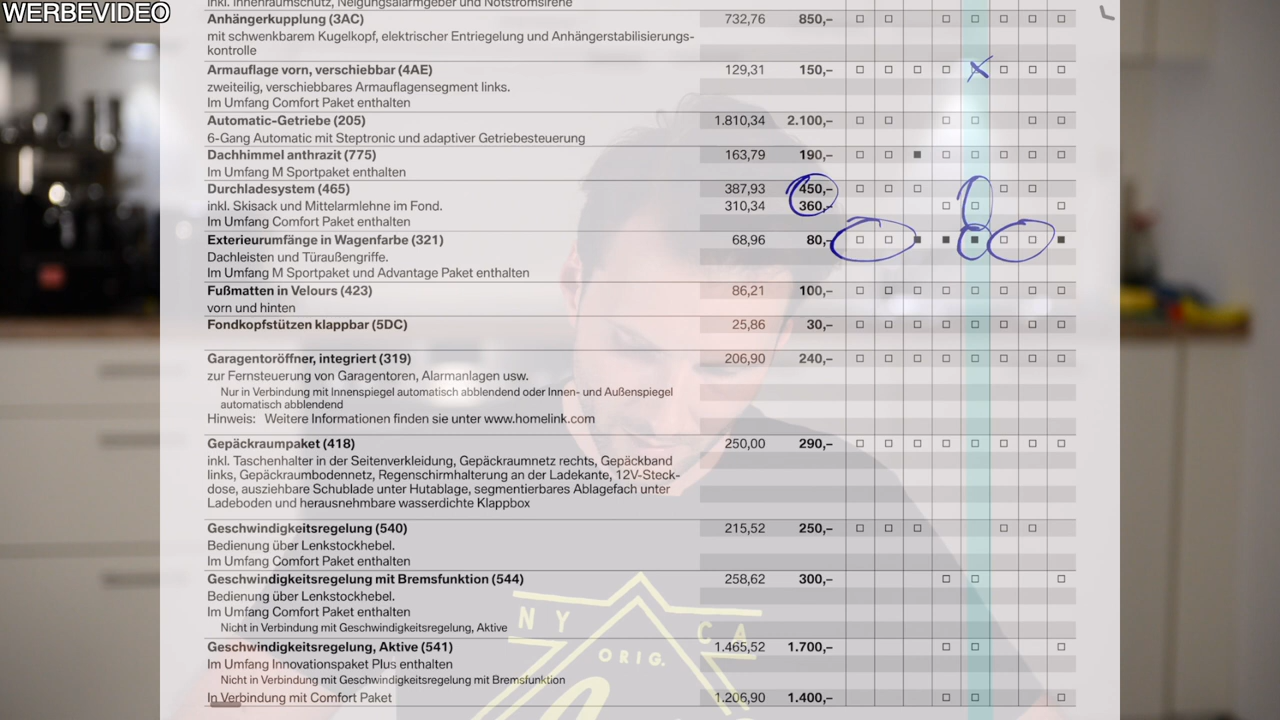 WERBEVIDEO
inkl. Innenraumschutz, Neigungsalarmgeber und Notstromsirene
Anhängerkupplung (3AC) 732,76 850,–
mit schwenkbarem Kugelkopf, elektrischer Entriegelung und Anhängerstabilisierungs-
kontrolle
Armauflage vorn, verschiebbar (4AE) 129,31 150,–
zweiteilig, verschiebbares Armauflagensegment links.
Im Umfang Comfort Paket enthalten
Automatic-Getriebe (205) 1.810,34 2.100,–
6-Gang Automatic mit Steptronic und adaptiver Getriebesteuerung
Dachhimmel anthrazit (775) 163,79 190,–
Im Umfang M Sportpaket enthalten
Durchladesystem (465) 387,93 450,–
inkl. Skisack und Mittelarmlehne im Fond. 310,34 360,–
Im Umfang Comfort Paket enthalten
Exterieurumfänge in Wagenfarbe (321) 68,96 80,–
Dachleisten und Türaußengriffe.
Im Umfang M Sportpaket und Advantage Paket enthalten
Fußmatten in Velours (423) 86,21 100,–
vorn und hinten
Fondkopfstützen klappbar (5DC) 25,86 30,–
Garagentoröffner, integriert (319) 206,90 240,–
zur Fernsteuerung von Garagentoren, Alarmanlagen usw.
Nur in Verbindung mit Innenspiegel automatisch abblendend oder Innen- und Außenspiegel
automatisch abblendend
Hinweis: Weitere Informationen finden sie unter www.homelink.com
Gepäckraumpaket (418) 250,00 290,–
inkl. Taschenhalter in der Seitenverkleidung, Gepäckraumnetz rechts, Gepäckband
links, Gepäckraumbodennetz, Regenschirmhalterung an der Ladekante, 12V-Steck-
dose, ausziehbare Schublade unter Hutablage, segmentierbares Ablagefach unter
Ladeboden und herausnehmbare wasserdichte Klappbox
Geschwindigkeitsregelung (540) 215,52 250,–
Bedienung über Lenkstockhebel.
Im Umfang Comfort Paket enthalten
Geschwindigkeitsregelung mit Bremsfunktion (544) 258,62 300,–
Bedienung über Lenkstockhebel.
Im Umfang Comfort Paket enthalten
Nicht in Verbindung mit Geschwindigkeitsregelung, Aktive
Geschwindigkeitsregelung, Aktive (541) 1.465,52 1.700,–
Im Umfang Innovationspaket Plus enthalten
Nicht in Verbindung mit Geschwindigkeitsregelung mit Bremsfunktion
In Verbindung mit Comfort Paket 1.206,90 1.400,–
NY CA
ORIG.